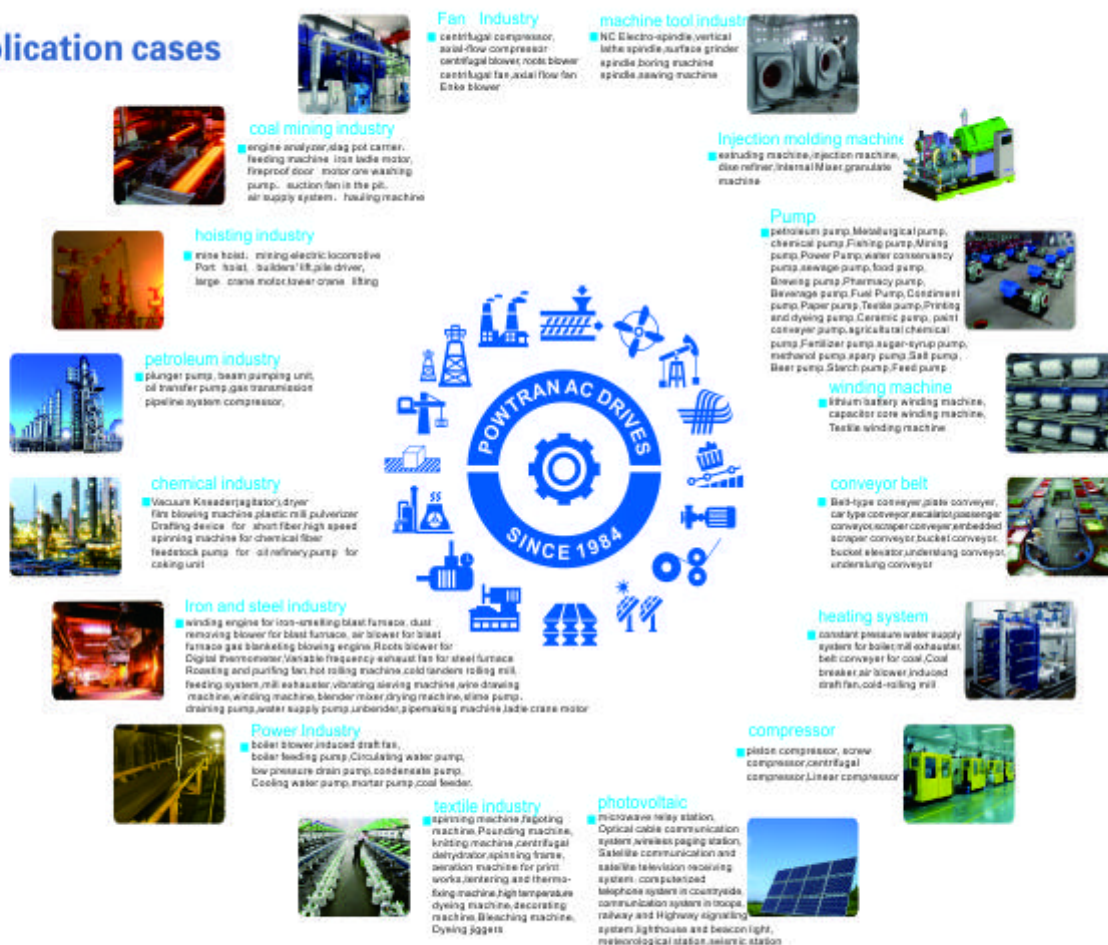 plication cases
Fan Industry
centrifugal compressor,
axial-flow compressor
centrifugal blower, roots blower
centrifugal fan,axial flow fan
Enke blower
machine tool industr
NC Electro-spindle,vertical
lathe spindle,surface grinder
spindle,boring machine
spindle,sawing machine
coal mining industry
engine analyzer,slag pot carrier.
feeding machine iron ladle motor,
fireproof door motor ore washing
pump. suction fan in the pit.
air supply system. hauling machine
Injection molding machine
extruding machine,injection machine,
dise refiner,Internal Mixer,granulate
machine
hoisting industry
mine hoist. mining electric locomotive
Port hoist, builders' lift,pile driver,
large crane motor,tower crane lifting
Pump
petroleum pump,Metallurgical pump,
chemical pump,Fishing pump,Mining
pump,Power Pump,water conservancy
pump,sewage pump,food pump,
Brewing pump,Pharmacy pump,
Beverage pump,Fuel Pump,Condiment
pump,Paper pump,Textile pump,Printing
and dyeing pump,Ceramic pump, paint
conveyer pump,agricultural chemical
pump,Fertilizer pump,sugar-syrup pump,
methanol pump,spary pump,Salt pump,
Beer pump,Starch pump,Feed pump
petroleum industry
plunger pump, beam pumping unit,
oil transfer pump,gas transmission
pipeline system compressor,
winding machine
lithium battery winding machine,
capacitor core winding machine,
Textile winding machine
POWTRAN AC DRIVES
SINCE 1984
chemical industry
Vacuum Kneader(agitator),dryer
film blowing machine,plastic mill,pulverizer
Drafting device for short fiber,high speed
spinning machine for chemical fiber
feedstock pump for oil refinery,pump for
coking unit
conveyor belt
Belt-type conveyer,plate conveyer,
car type conveyor,escalator,passenger
conveyor,scraper conveyer,embedded
scraper conveyor,bucket conveyor,
bucket elevator,underslung conveyor,
underslung conveyor
Iron and steel industry
winding engine for iron-smelting blast furnace, dust
removing blower for blast furnace, air blower for blast
furnace gas blanketing blowing engine,Roots blower for
Digital thermometer,Variable frequency exhaust fan for steel furnace
Roasting and purifing fan,hot rolling machine,cold tandem rolling mill,
feeding system,mill exhauster,vibrating sieving machine,wire drawing
machine,winding machine,blender mixer,drying machine,slime pump,
draining pump,water supply pump,unbender,pipemaking machine,ladle crane motor
heating system
constant pressure water supply
system for boiler,mill exhauster,
belt conveyer for coal,Coal
breaker,air blower,induced
draft fan,cold-rolling mill
Power Industry
boiler blower,induced draft fan,
boiler feeding pump,Circulating water pump,
low pressure drain pump,condensate pump,
Cooling water pump,mortar pump,coal feeder.
compressor
piston compressor, screw
compressor,centrifugal
compressor,Linear compressor
textile industry
spinning machine,fagoting
machine,Pounding machine,
knitting machine,centrifugal
dehydrator,spinning frame,
aeration machine for print
works,tentering and thermo-
fixing machine,high temperature
dyeing machine,decorating
machine,Bleaching machine,
Dyeing jiggers
photovoltaic
microwave relay station,
Optical cable communication
system,wireless paging station,
Satellite communication and
satellite television receiving
system, computerized
telephone system in countryside,
communication system in troops,
railway and Highway signalling
system,lighthouse and beacon light,
meteorological station,seismic station